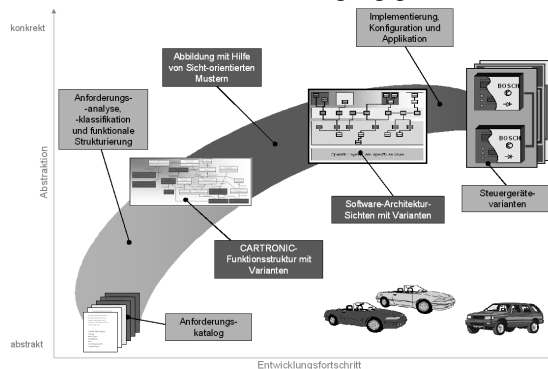 konkrekt
Implementierung,
Konfiguration und
Applikation
Abbildung mit Hilfe
von Sicht-orientierten
Mustern
BOSCH
Anforderungs-
-analyse,
-klassifikation
und funktionale
Strukturierung
BOSCH
Abstraktion
Steuergeräte-
varianten
Software-Architektur-
Sichten mit Varianten
CARTRONIC-
Funktionsstruktur mit
Varianten
Anforderungs-
katalog
abstrakt
Entwicklungsfortschritt